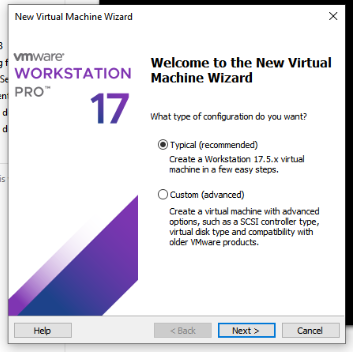 New Virtual Machine Wizard
vmware
WORKSTATION
PRO™
17
Welcome to the New Virtual
Machine Wizard
What type of configuration do you want?
Typical (recommended)
Create a Workstation 17.5.x virtual
machine in a few easy steps.
Custom (advanced)
Create a virtual machine with advanced
options, such as a SCSI controller type,
virtual disk type and compatibility with
older VMware products.
Help
< Back
Next >
Cancel